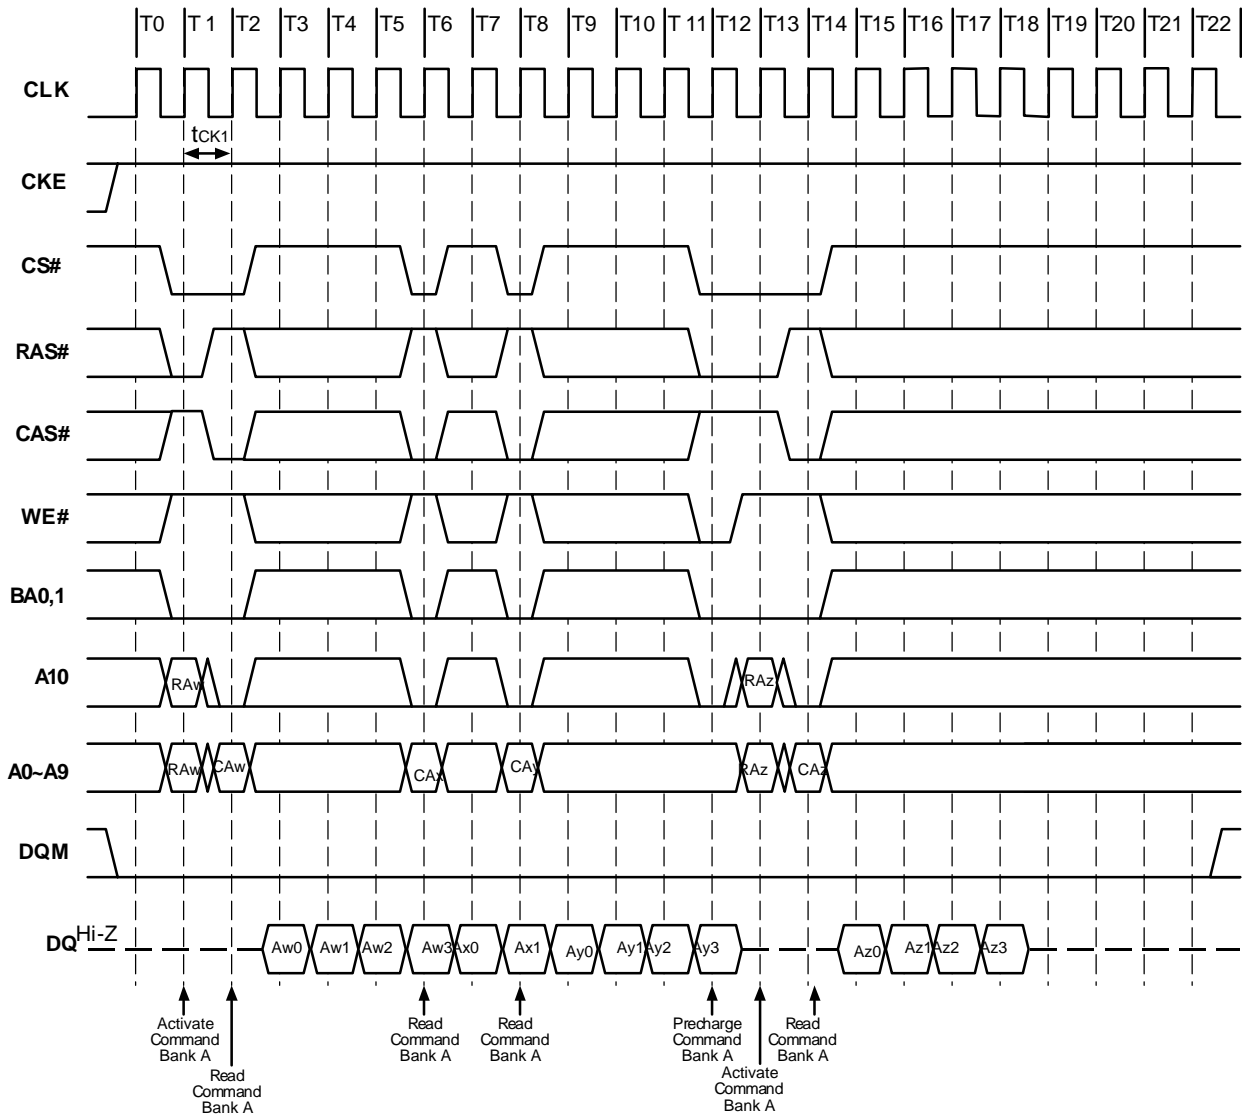 T0 T 1 T2 T3 T4 T5 T6 T7 T8 T9 T10 T 11 T12 T13 T14 T15 T16 T17 T18 T19 T20 T21 T22
CLK
tCK1
CKE
CS#
RAS#
CAS#
WE#
BA0,1
A10
RAw RAz
A0~A9
RAw CAw CAx CAy RAz CAz
DQM
DQ Hi-Z
Aw0 Aw1 Aw2 Aw3 Ax0 Ax1 Ay0 Ay1 Ay2 Ay3 Az0 Az1 Az2 Az3
Activate
Command
Bank A
Read
Command
Bank A
Read
Command
Bank A
Read
Command
Bank A
Precharge
Command
Bank A
Activate
Command
Bank A
Read
Command
Bank A